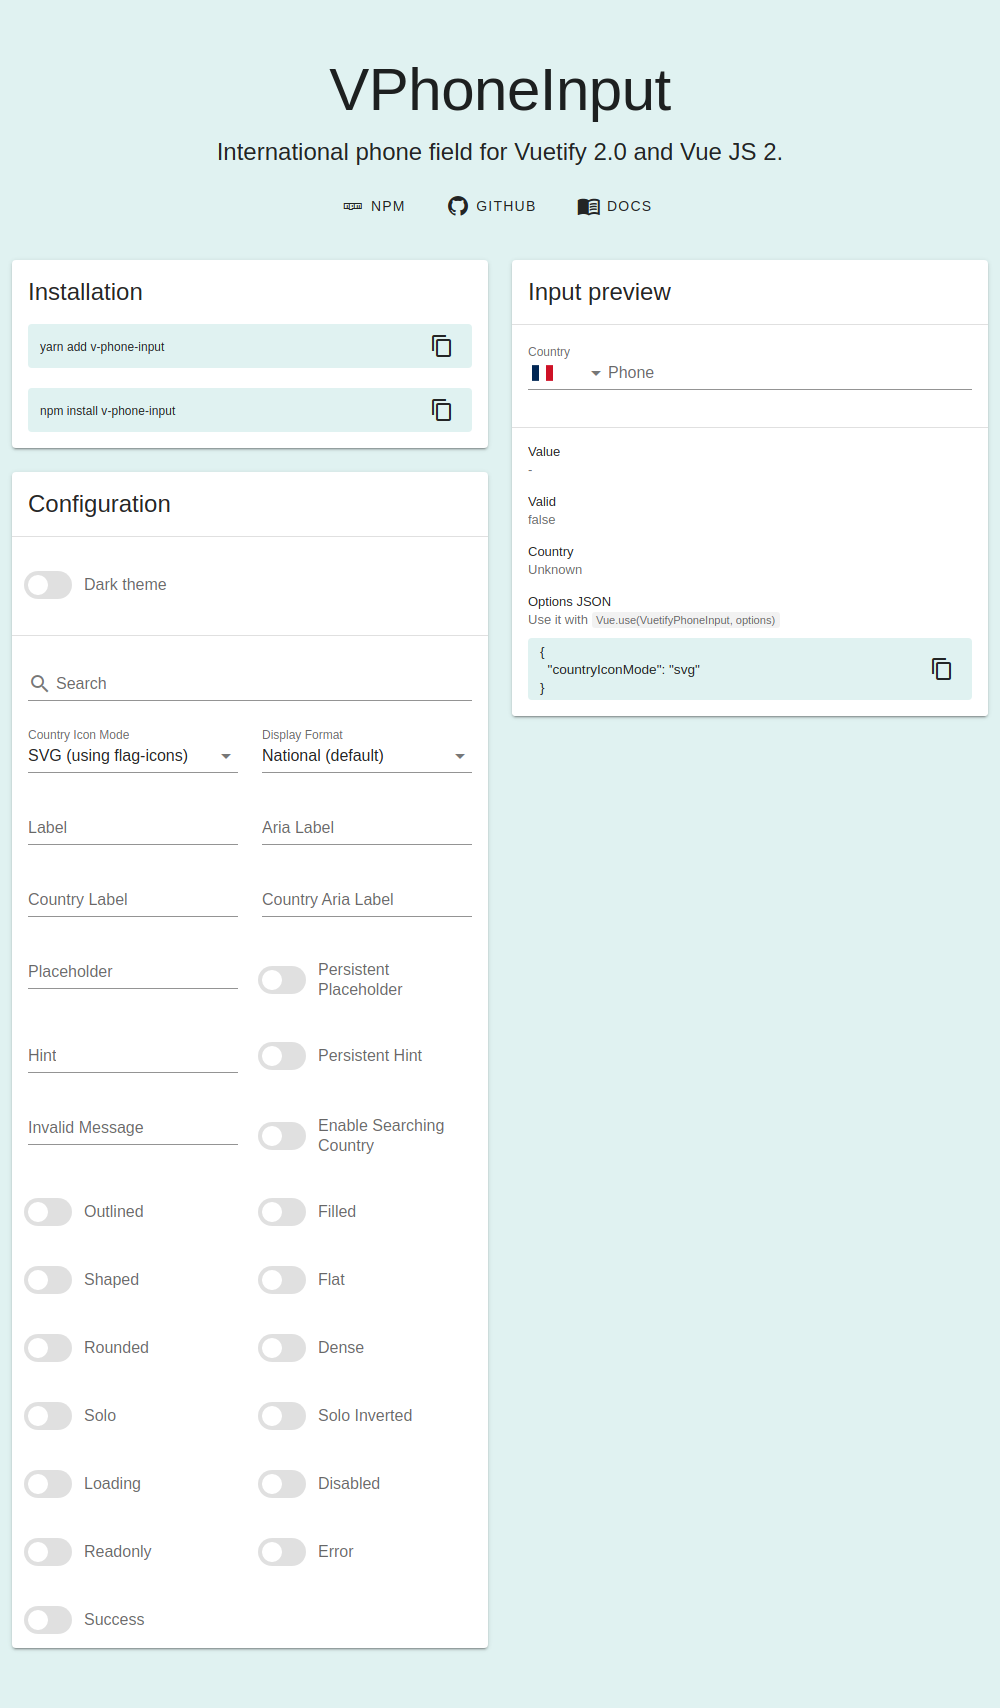 VPhoneInput
International phone field for Vuetify 2.0 and Vue JS 2.
NPM
GITHUB
DOCS
Installation
yarn add v-phone-input
npm install v-phone-input
Configuration
Dark theme
Search
Country Icon Mode
SVG (using flag-icons)
Display Format
National (default)
Label
Aria Label
Country Label
Country Aria Label
Placeholder
Persistent
Placeholder
Hint
Persistent Hint
Invalid Message
Enable Searching
Country
Outlined
Filled
Shaped
Flat
Rounded
Dense
Solo
Solo Inverted
Loading
Disabled
Readonly
Error
Success
Input preview
Country
Phone
Value
-
Valid
false
Country
Unknown
Options JSON
Use it with Vue.use(VuetifyPhoneInput, options)
{
"countryIconMode": "svg"
}